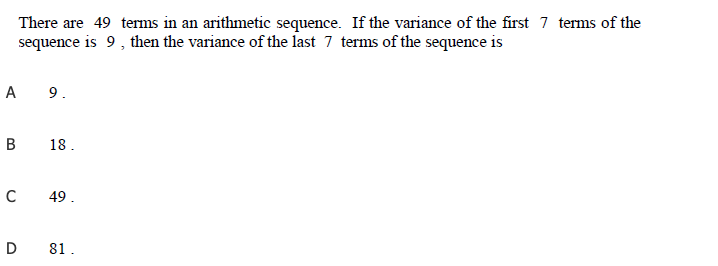 There are 49 terms in an arithmetic sequence. If the variance of the first 7 terms of the
sequence is 9 , then the variance of the last 7 terms of the sequence is
A 9 .
B 18 .
C 49 .
D 81 .